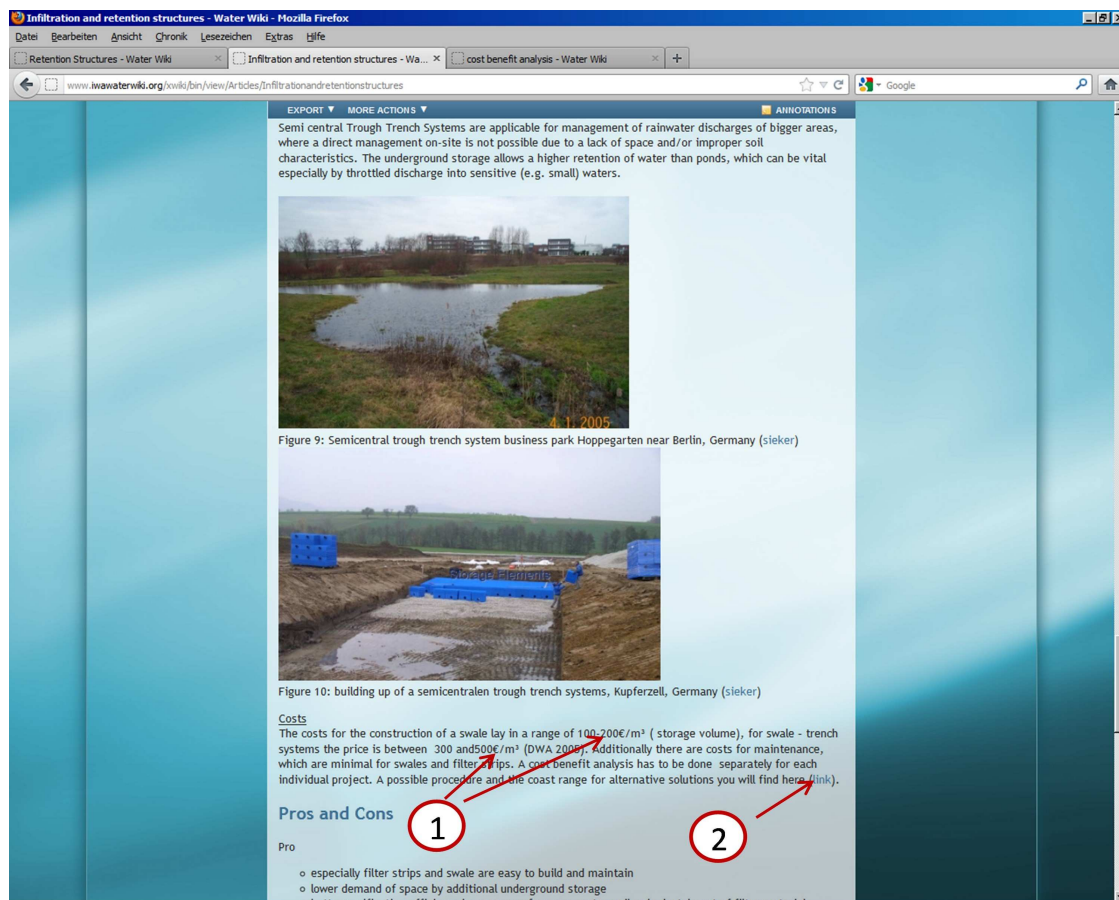 Infiltration and retention structures - Water Wiki - Mozilla Firefox
Datei Bearbeiten Ansicht Chronik Lesezeichen Extras Hilfe
Retention Structures - Water Wiki × Infiltration and retention structures - Wa... × cost benefit analysis - Water Wiki × +
www.iwawaterwiki.org/xwiki/bin/view/Articles/Infiltrationandretentionstructures Google
EXPORT MORE ACTIONS ANNOTATIONS
Semi central Trough Trench Systems are applicable for management of rainwater discharges of bigger areas,
where a direct management on-site is not possible due to a lack of space and/or improper soil
characteristics. The underground storage allows a higher retention of water than ponds, which can be vital
especially by throttled discharge into sensitive (e.g. small) waters.
4.1.2005
Figure 9: Semicentral trough trench system business park Hoppegarten near Berlin, Germany (sieker)
Storage Elements
Figure 10: building up of a semicentralen trough trench systems, Kupferzell, Germany (sieker)
Costs
The costs for the construction of a swale lay in a range of 100-200€/m³ ( storage volume), for swale - trench
systems the price is between 300 and500€/m³ (DWA 2005). Additionally there are costs for maintenance,
which are minimal for swales and filter strips. A cost benefit analysis has to be done separately for each
individual project. A possible procedure and the coast range for alternative solutions you will find here (link).
1
2
Pros and Cons
Pro
especially filter strips and swale are easy to build and maintain
lower demand of space by additional underground storage